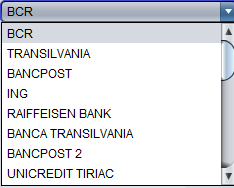 BCR
BCR
TRANSILVANIA
BANCPOST
ING
RAIFFEISEN BANK
BANCA TRANSILVANIA
BANCPOST 2
UNICREDIT TIRIAC